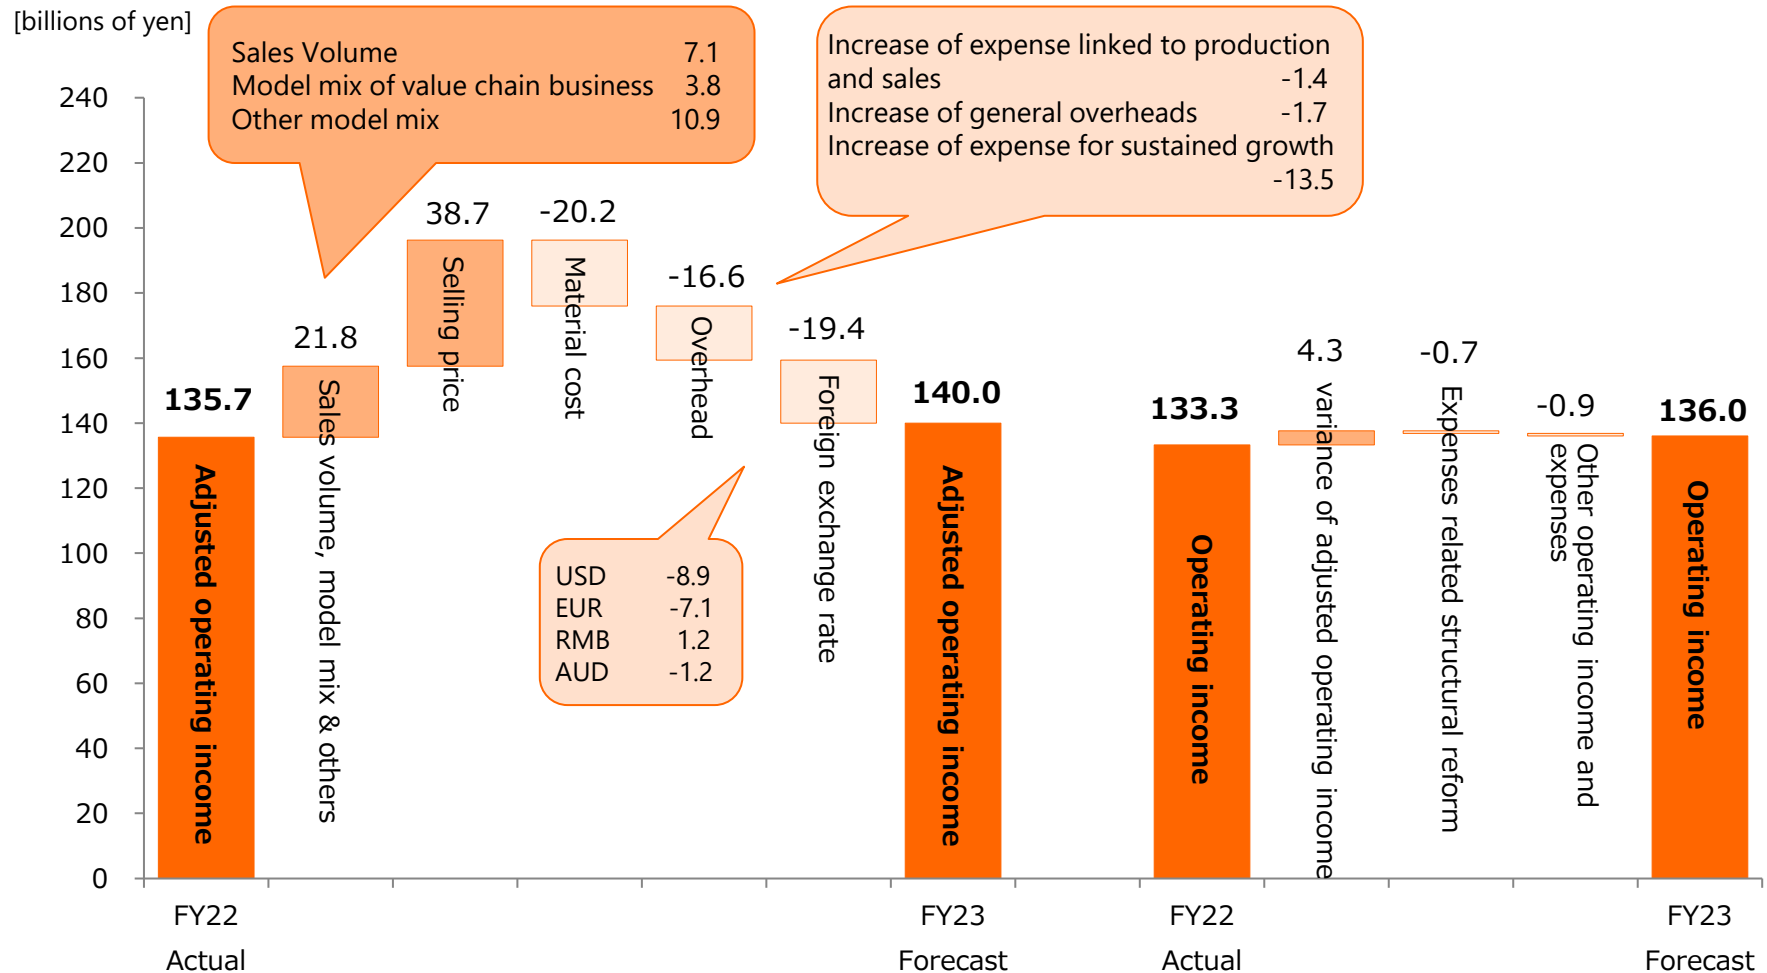 [billions of yen]
Sales Volume 7.1
Model mix of value chain business 3.8
Other model mix 10.9
Increase of expense linked to production
and sales -1.4
Increase of general overheads -1.7
Increase of expense for sustained growth
-13.5
240
220
200
180
160
140
120
100
80
60
40
20
0
135.7
Adjusted operating income
21.8
Sales volume, model mix & others
38.7
Selling price
-20.2
Material cost
-16.6
Overhead
-19.4
Foreign exchange rate
USD -8.9
EUR -7.1
RMB 1.2
AUD -1.2
140.0
Adjusted operating income
133.3
Operating income
4.3
variance of adjusted operating income
-0.7
Expenses related structural reform
-0.9
Other operating income and
expenses
136.0
Operating income
FY22
Actual
FY23
Forecast
FY22
Actual
FY23
Forecast